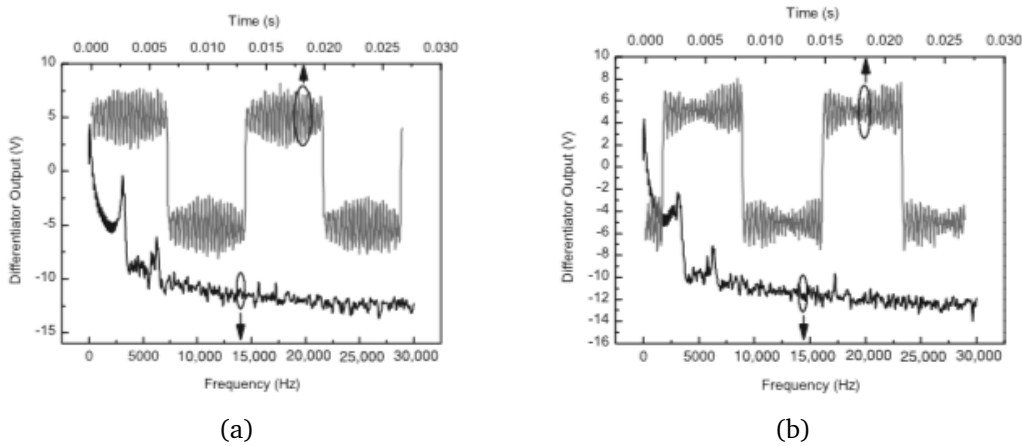 Time (s)
0.000 0.005 0.010 0.015 0.020 0.025 0.030
10
5
0
-5
-10
-15
Differentiator Output (V)
0 5000 10,000 15,000 20,000 25,000 30,000
Frequency (Hz)
(a)
Time (s)
0.000 0.005 0.010 0.015 0.020 0.025 0.030
10
8
6
4
2
0
-2
-4
-6
-8
-10
-12
-14
-16
Differentiator Output (V)
0 5000 10,000 15,000 20,000 25,000 30,000
Frequency (Hz)
(b)